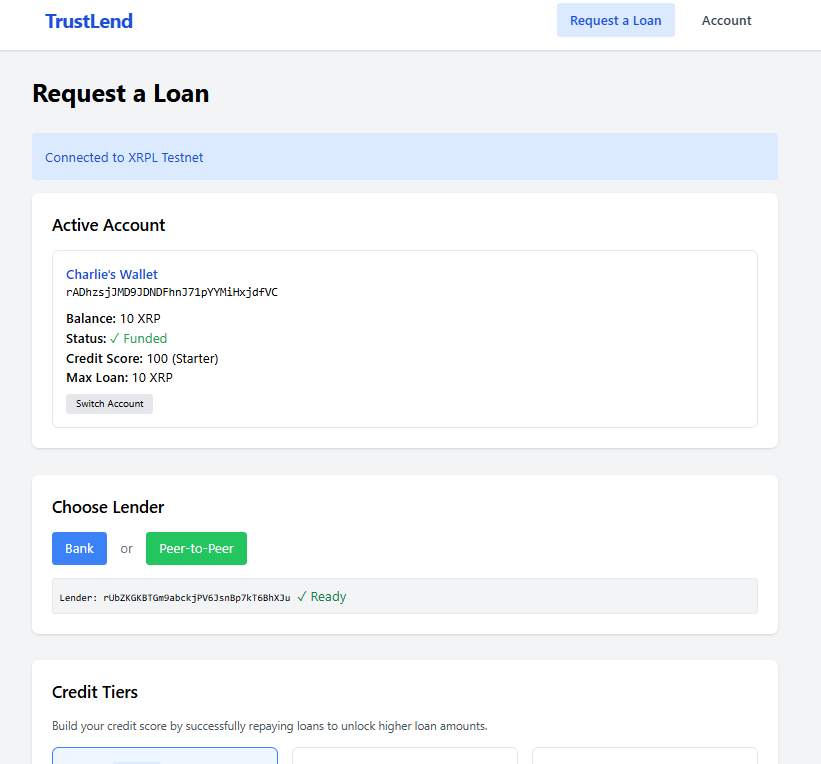 TrustLend
Request a Loan
Account
Request a Loan
Connected to XRPL Testnet
Active Account
Charlie's Wallet
rADhzsjJMD9JDNDFhnJ71pYYMiHxjdfVC
Balance: 10 XRP
Status: ✓ Funded
Credit Score: 100 (Starter)
Max Loan: 10 XRP
Switch Account
Choose Lender
Bank or Peer-to-Peer
Lender: rUbZKGKBTGm9abckjPV6JsnBp7kT6BhXJu ✓ Ready
Credit Tiers
Build your credit score by successfully repaying loans to unlock higher loan amounts.